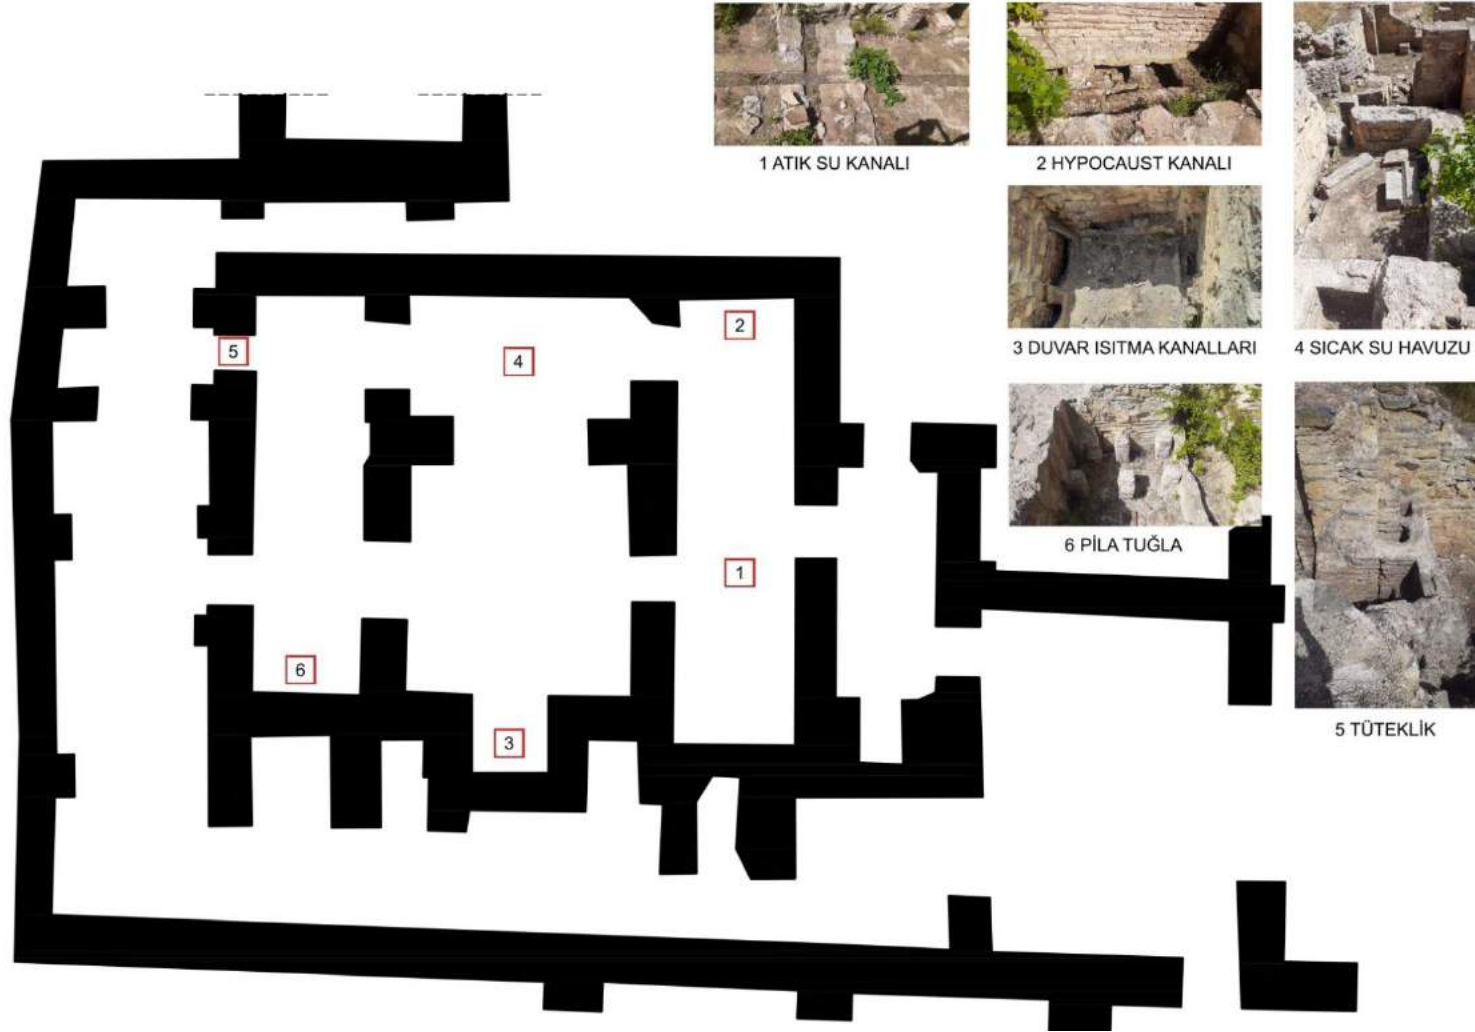 1 ATIK SU KANALI
2 HYPOCAUST KANALI
3 DUVAR ISITMA KANALLARI
4 SICAK SU HAVUZU
6 PİLA TUĞLA
5 TÜTEKLİK
2
5
4
1
6
3